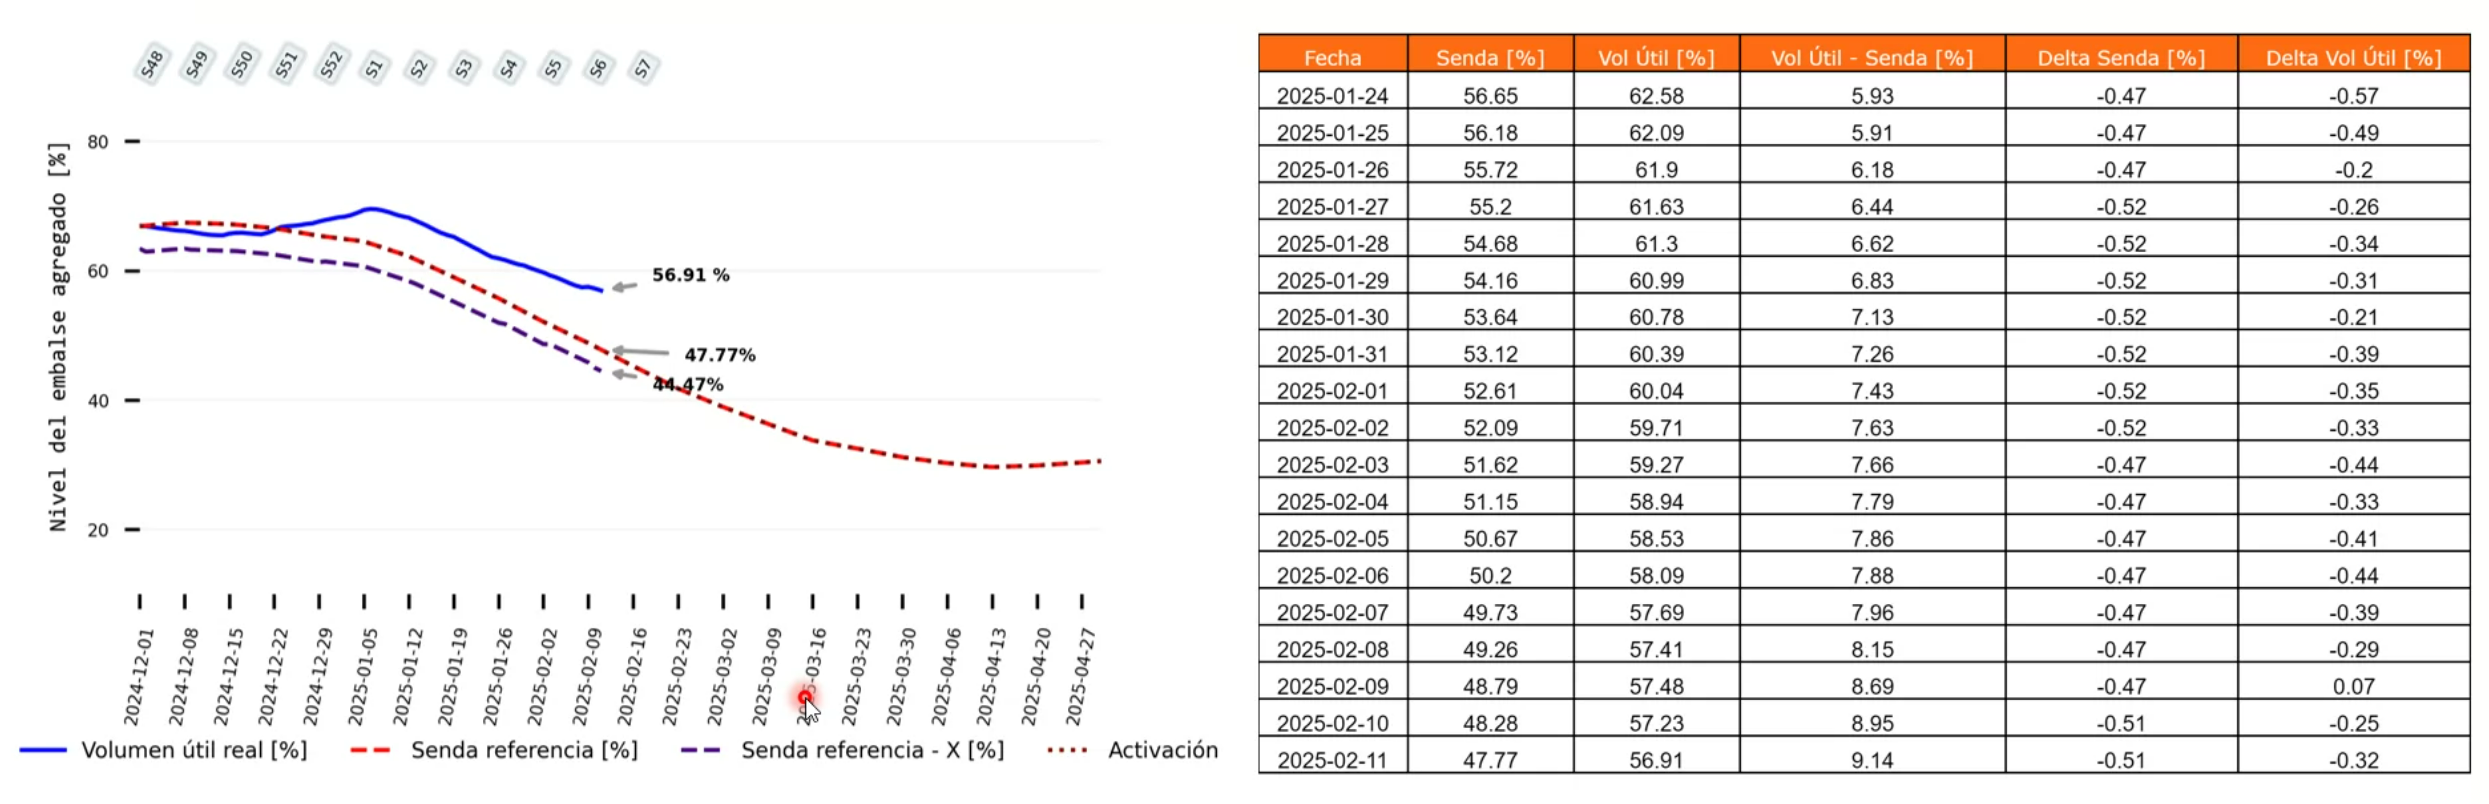 S48 S49 S50 S51 S52 S1 S2 S3 S4 S5 S6 S7
Nivel del embalse agregado [%]
80
60
40
20
56.91 %
47.77%
44.47%
2024-12-01 2024-12-08 2024-12-15 2024-12-22 2024-12-29 2025-01-05 2025-01-12 2025-01-19 2025-01-26 2025-02-02 2025-02-09 2025-02-16 2025-02-23 2025-03-02 2025-03-09 2025-03-16 2025-03-23 2025-03-30 2025-04-06 2025-04-13 2025-04-20 2025-04-27
Volumen útil real [%] Senda referencia [%] Senda referencia - X [%] Activación
Fecha Senda [%] Vol Útil [%] Vol Útil - Senda [%] Delta Senda [%] Delta Vol Útil [%]
2025-01-24 56.65 62.58 5.93 -0.47 -0.57
2025-01-25 56.18 62.09 5.91 -0.47 -0.49
2025-01-26 55.72 61.9 6.18 -0.47 -0.2
2025-01-27 55.2 61.63 6.44 -0.52 -0.26
2025-01-28 54.68 61.3 6.62 -0.52 -0.34
2025-01-29 54.16 60.99 6.83 -0.52 -0.31
2025-01-30 53.64 60.78 7.13 -0.52 -0.21
2025-01-31 53.12 60.39 7.26 -0.52 -0.39
2025-02-01 52.61 60.04 7.43 -0.52 -0.35
2025-02-02 52.09 59.71 7.63 -0.52 -0.33
2025-02-03 51.62 59.27 7.66 -0.47 -0.44
2025-02-04 51.15 58.94 7.79 -0.47 -0.33
2025-02-05 50.67 58.53 7.86 -0.47 -0.41
2025-02-06 50.2 58.09 7.88 -0.47 -0.44
2025-02-07 49.73 57.69 7.96 -0.47 -0.39
2025-02-08 49.26 57.41 8.15 -0.47 -0.29
2025-02-09 48.79 57.48 8.69 -0.47 0.07
2025-02-10 48.28 57.23 8.95 -0.51 -0.25
2025-02-11 47.77 56.91 9.14 -0.51 -0.32